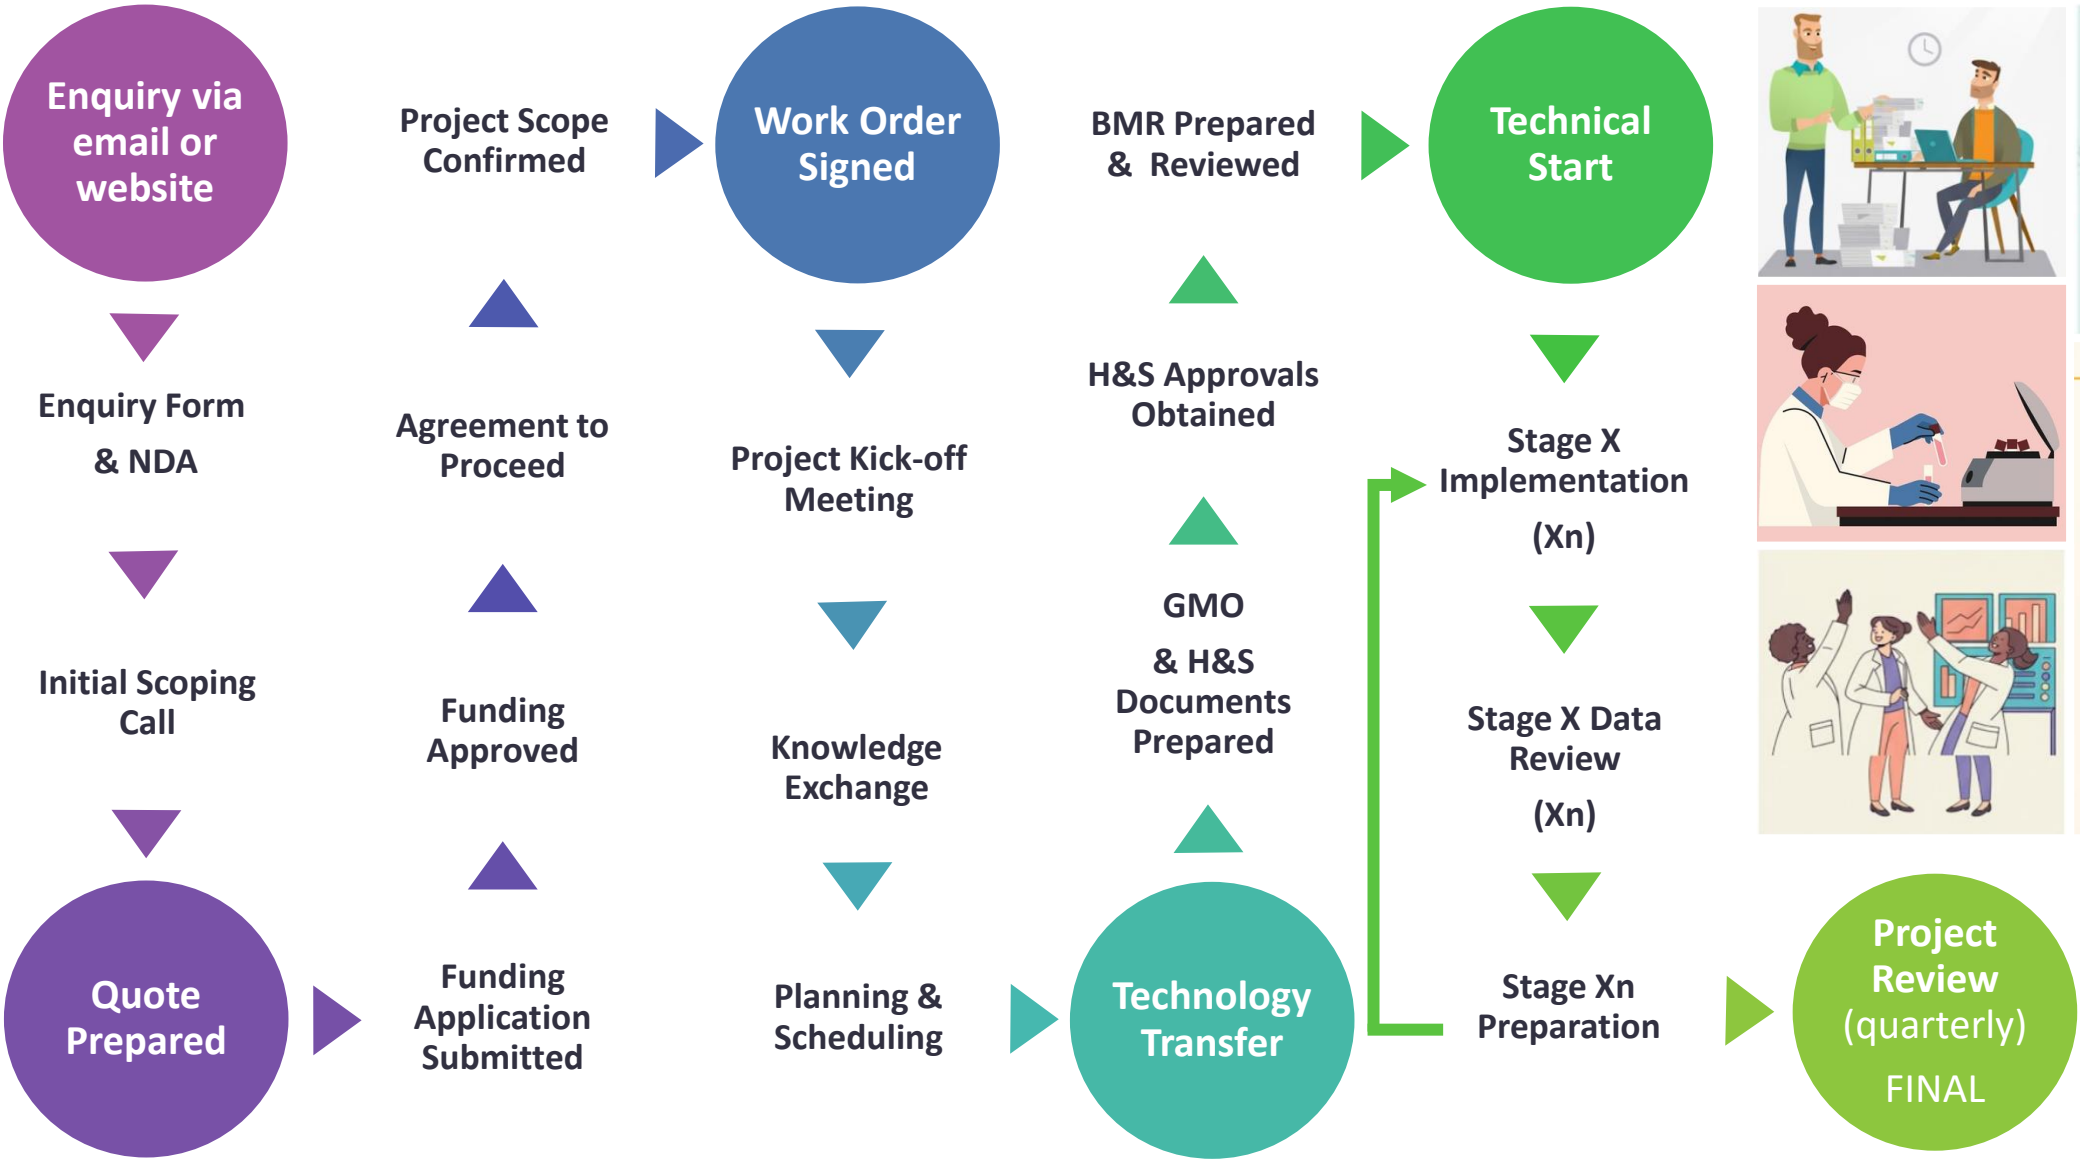 Enquiry via
email or
website
Enquiry Form
& NDA
Initial Scoping
Call
Quote
Prepared
Funding
Application
Submitted
Funding
Approved
Agreement to
Proceed
Project Scope
Confirmed
Work Order
Signed
Project Kick-off
Meeting
Knowledge
Exchange
Planning &
Scheduling
Technology
Transfer
GMO
& H&S
Documents
Prepared
H&S Approvals
Obtained
BMR Prepared
& Reviewed
Technical
Start
Stage X
Implementation
(Xn)
Stage X Data
Review
(Xn)
Stage Xn
Preparation
Project
Review
(quarterly)
FINAL